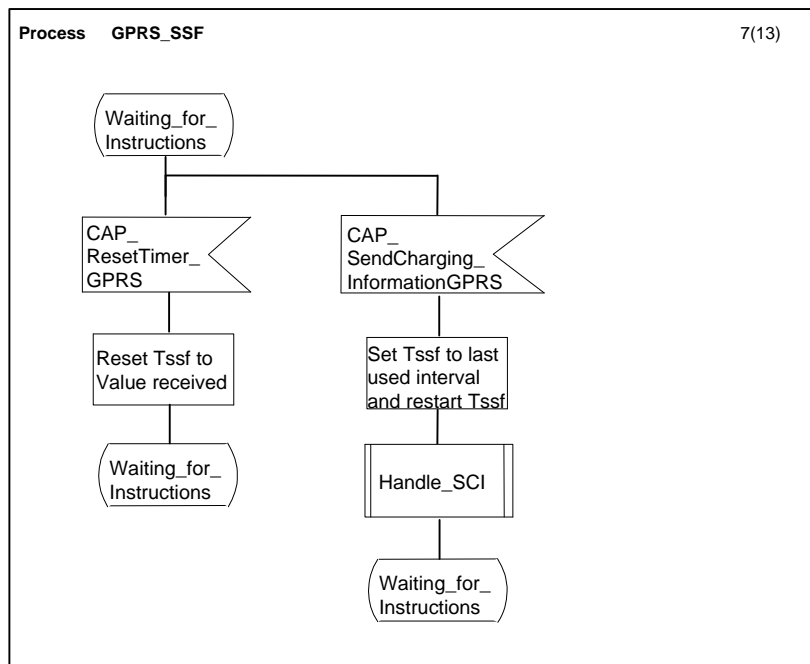 Process GPRS_SSF
7(13)
Waiting_for_
Instructions
CAP_
ResetTimer_
GPRS
Reset Tssf to
Value received
Waiting_for_
Instructions
CAP_
SendCharging_
InformationGPRS
Set Tssf to last
used interval
and restart Tssf
Handle_SCI
Waiting_for_
Instructions